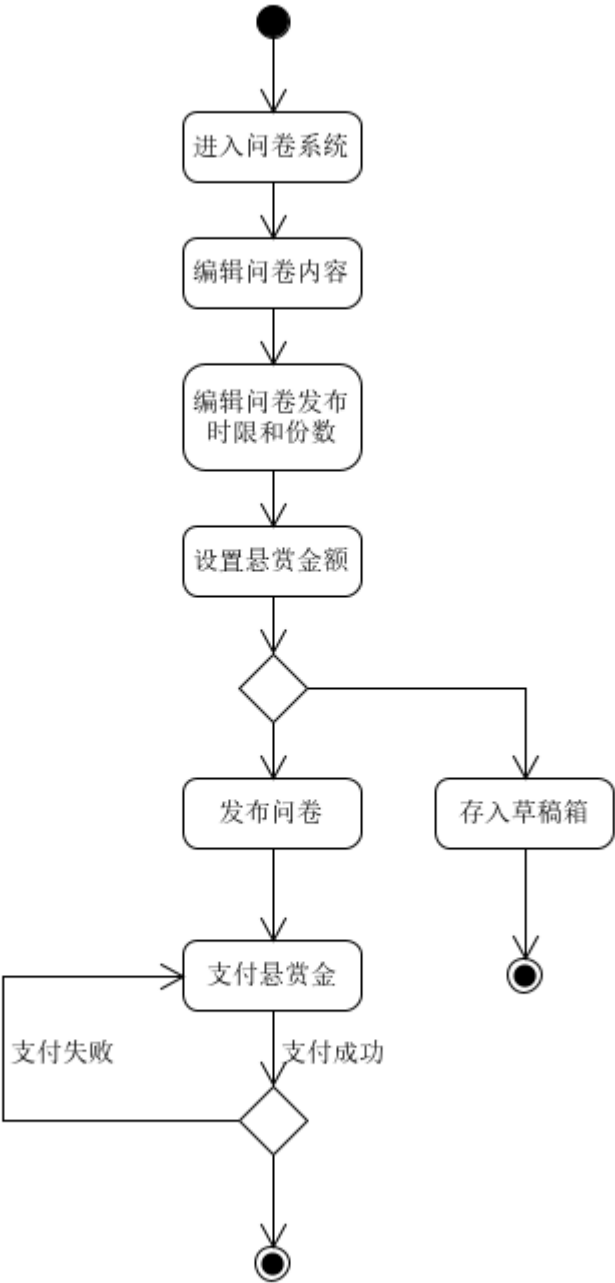 进入问卷系统
编辑问卷内容
编辑问卷发布
时限和份数
设置悬赏金额
发布问卷
存入草稿箱
支付悬赏金
支付失败
支付成功